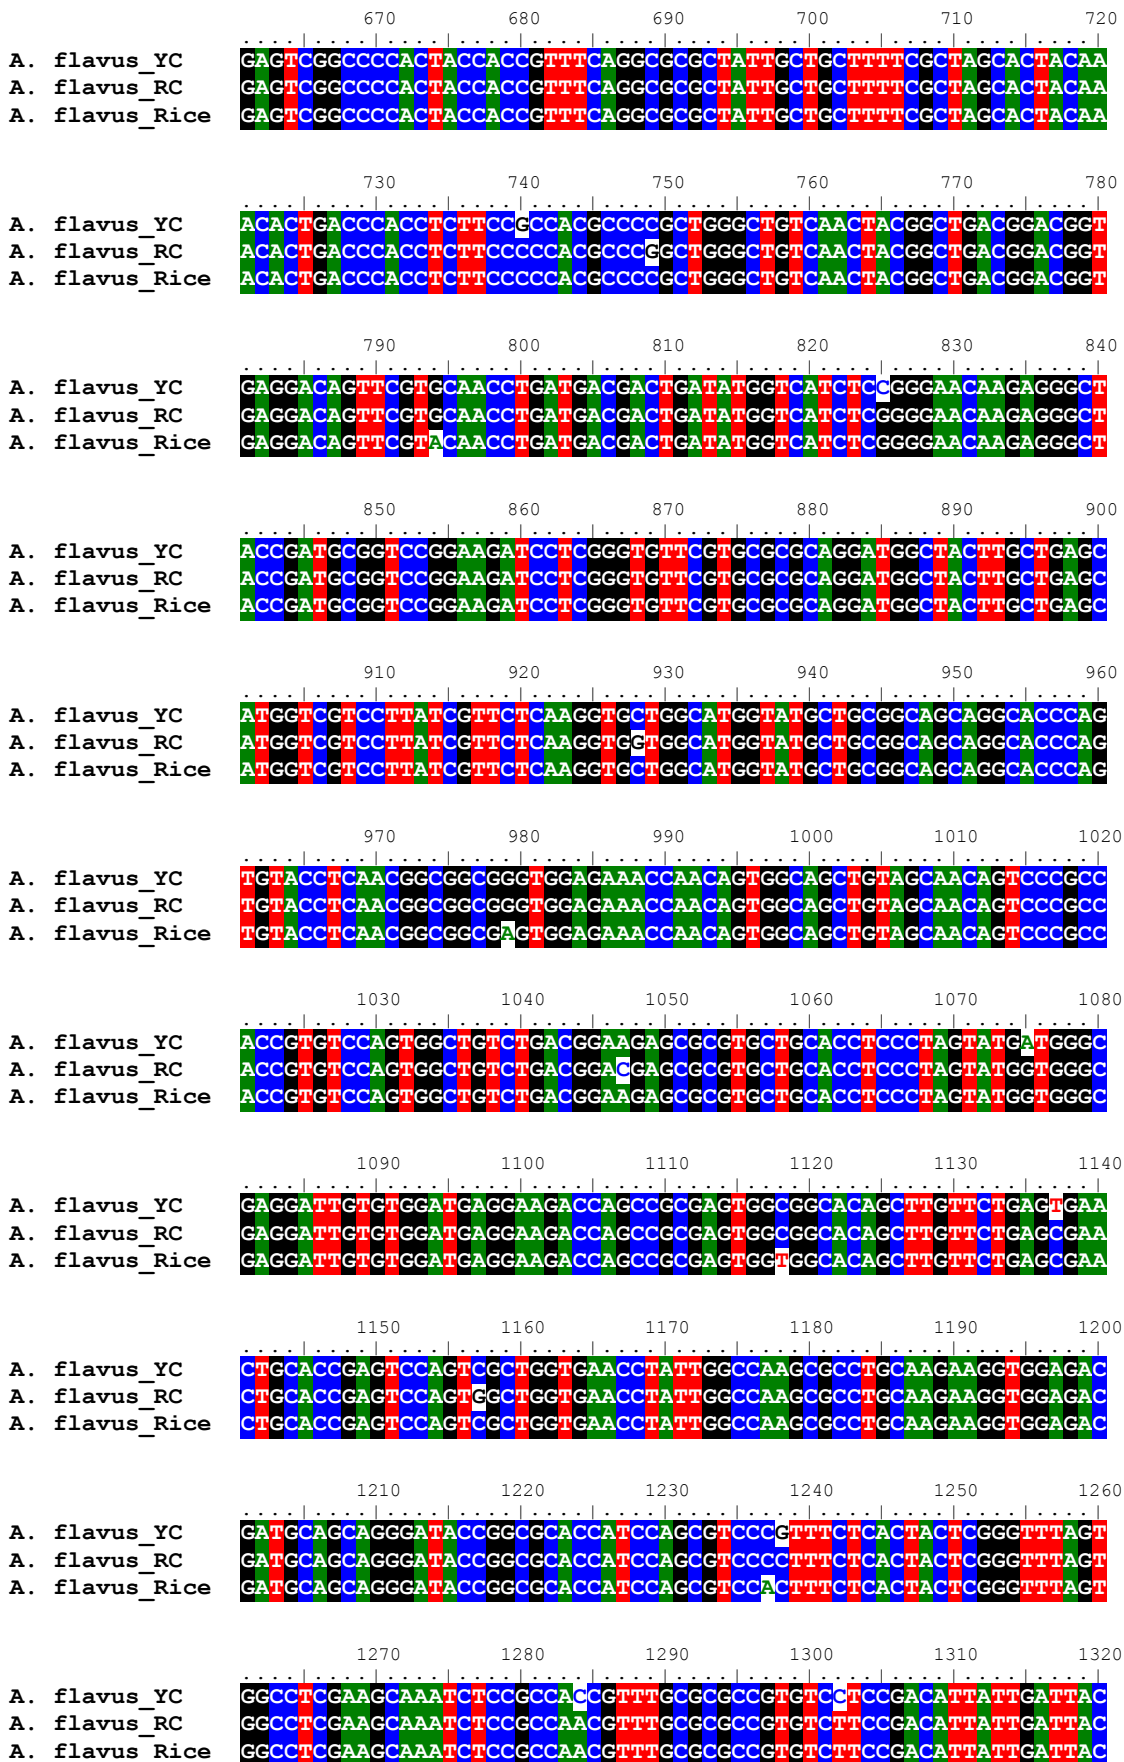 670 680 690 700 710 720
A. flavus_YC GAGTCGGCCCCACTACCACCGTTTCAGGCGCGCTATTGCTGCTTTTCGCTAGCACTACAA
A. flavus_RC GAGTCGGCCCCACTACCACCGTTTCAGGCGCGCTATTGCTGCTTTTCGCTAGCACTACAA
A. flavus_Rice GAGTCGGCCCCACTACCACCGTTTCAGGCGCGCTATTGCTGCTTTTCGCTAGCACTACAA
730 740 750 760 770 780
A. flavus_YC ACACTGACCCACCTCTTCCGCCACGCCCCGCTGGGCTGTCAACTACGGCTGACGGACGGT
A. flavus_RC ACACTGACCCACCTCTTCCCCCACGCCCGGCTGGGCTGTCAACTACGGCTGACGGACGGT
A. flavus_Rice ACACTGACCCACCTCTTCCCCCACGCCCCGCTGGGCTGTCAACTACGGCTGACGGACGGT
790 800 810 820 830 840
A. flavus_YC GAGGACAGTTCGTGCAACCTGATGACGACTGATATGGTCATCTCCGGGAACAAGAGGGCT
A. flavus_RC GAGGACAGTTCGTGCAACCTGATGACGACTGATATGGTCATCTCGGGGAACAAGAGGGCT
A. flavus_Rice GAGGACAGTTCGTACAACCTGATGACGACTGATATGGTCATCTCGGGGAACAAGAGGGCT
850 860 870 880 890 900
A. flavus_YC ACCGATGCGGTCCGGAAGATCCTCGGGTGTTCGTGCGCGCAGGATGGCTACTTGCTGAGC
A. flavus_RC ACCGATGCGGTCCGGAAGATCCTCGGGTGTTCGTGCGCGCAGGATGGCTACTTGCTGAGC
A. flavus_Rice ACCGATGCGGTCCGGAAGATCCTCGGGTGTTCGTGCGCGCAGGATGGCTACTTGCTGAGC
910 920 930 940 950 960
A. flavus_YC ATGGTCGTCCTTATCGTTCTCAAGGTGCTGGCATGGTATGCTGCGGCAGCAGGCACCCAG
A. flavus_RC ATGGTCGTCCTTATCGTTCTCAAGGTGGTGGCATGGTATGCTGCGGCAGCAGGCACCCAG
A. flavus_Rice ATGGTCGTCCTTATCGTTCTCAAGGTGCTGGCATGGTATGCTGCGGCAGCAGGCACCCAG
970 980 990 1000 1010 1020
A. flavus_YC TGTACCTCAACGGCGGCGGGTGGAGAAACCAACAGTGGCAGCTGTAGCAACAGTCCCGCC
A. flavus_RC TGTACCTCAACGGCGGCGGGTGGAGAAACCAACAGTGGCAGCTGTAGCAACAGTCCCGCC
A. flavus_Rice TGTACCTCAACGGCGGCGAGTGGAGAAACCAACAGTGGCAGCTGTAGCAACAGTCCCGCC
1030 1040 1050 1060 1070 1080
A. flavus_YC ACCGTGTCCAGTGGCTGTCTGACGGAAGAGCGCGTGCTGCACCTCCCTAGTATGATGGGC
A. flavus_RC ACCGTGTCCAGTGGCTGTCTGACGGACGAGCGCGTGCTGCACCTCCCTAGTATGGTGGGC
A. flavus_Rice ACCGTGTCCAGTGGCTGTCTGACGGAAGAGCGCGTGCTGCACCTCCCTAGTATGGTGGGC
1090 1100 1110 1120 1130 1140
A. flavus_YC GAGGATTGTGTGGATGAGGAAGACCAGCCGCGAGTGGCGGCACAGCTTGTTCTGAGTGAA
A. flavus_RC GAGGATTGTGTGGATGAGGAAGACCAGCCGCGAGTGGCGGCACAGCTTGTTCTGAGCGAA
A. flavus_Rice GAGGATTGTGTGGATGAGGAAGACCAGCCGCGAGTGGTGGCACAGCTTGTTCTGAGCGAA
1150 1160 1170 1180 1190 1200
A. flavus_YC CTGCACCGAGTCCAGTCGCTGGTGAACCTATTGGCCAAGCGCCTGCAAGAAGGTGGAGAC
A. flavus_RC CTGCACCGAGTCCAGTGGCTGGTGAACCTATTGGCCAAGCGCCTGCAAGAAGGTGGAGAC
A. flavus_Rice CTGCACCGAGTCCAGTCGCTGGTGAACCTATTGGCCAAGCGCCTGCAAGAAGGTGGAGAC
1210 1220 1230 1240 1250 1260
A. flavus_YC GATGCAGCAGGGATACCGGCGCACCATCCAGCGTCCCGTTTCTCACTACTCGGGTTTAGT
A. flavus_RC GATGCAGCAGGGATACCGGCGCACCATCCAGCGTCCCCTTTCTCACTACTCGGGTTTAGT
A. flavus_Rice GATGCAGCAGGGATACCGGCGCACCATCCAGCGTCCACTTTCTCACTACTCGGGTTTAGT
1270 1280 1290 1300 1310 1320
A. flavus_YC GGCCTCGAAGCAAATCTCCGCCACCGTTTGCGCGCCGTGTCCTCCGACATTATTGATTAC
A. flavus_RC GGCCTCGAAGCAAATCTCCGCCAACGTTTGCGCGCCGTGTCTTCCGACATTATTGATTAC
A. flavus_Rice GGCCTCGAAGCAAATCTCCGCCAACGTTTGCGCGCCGTGTCTTCCGACATTATTGATTAC